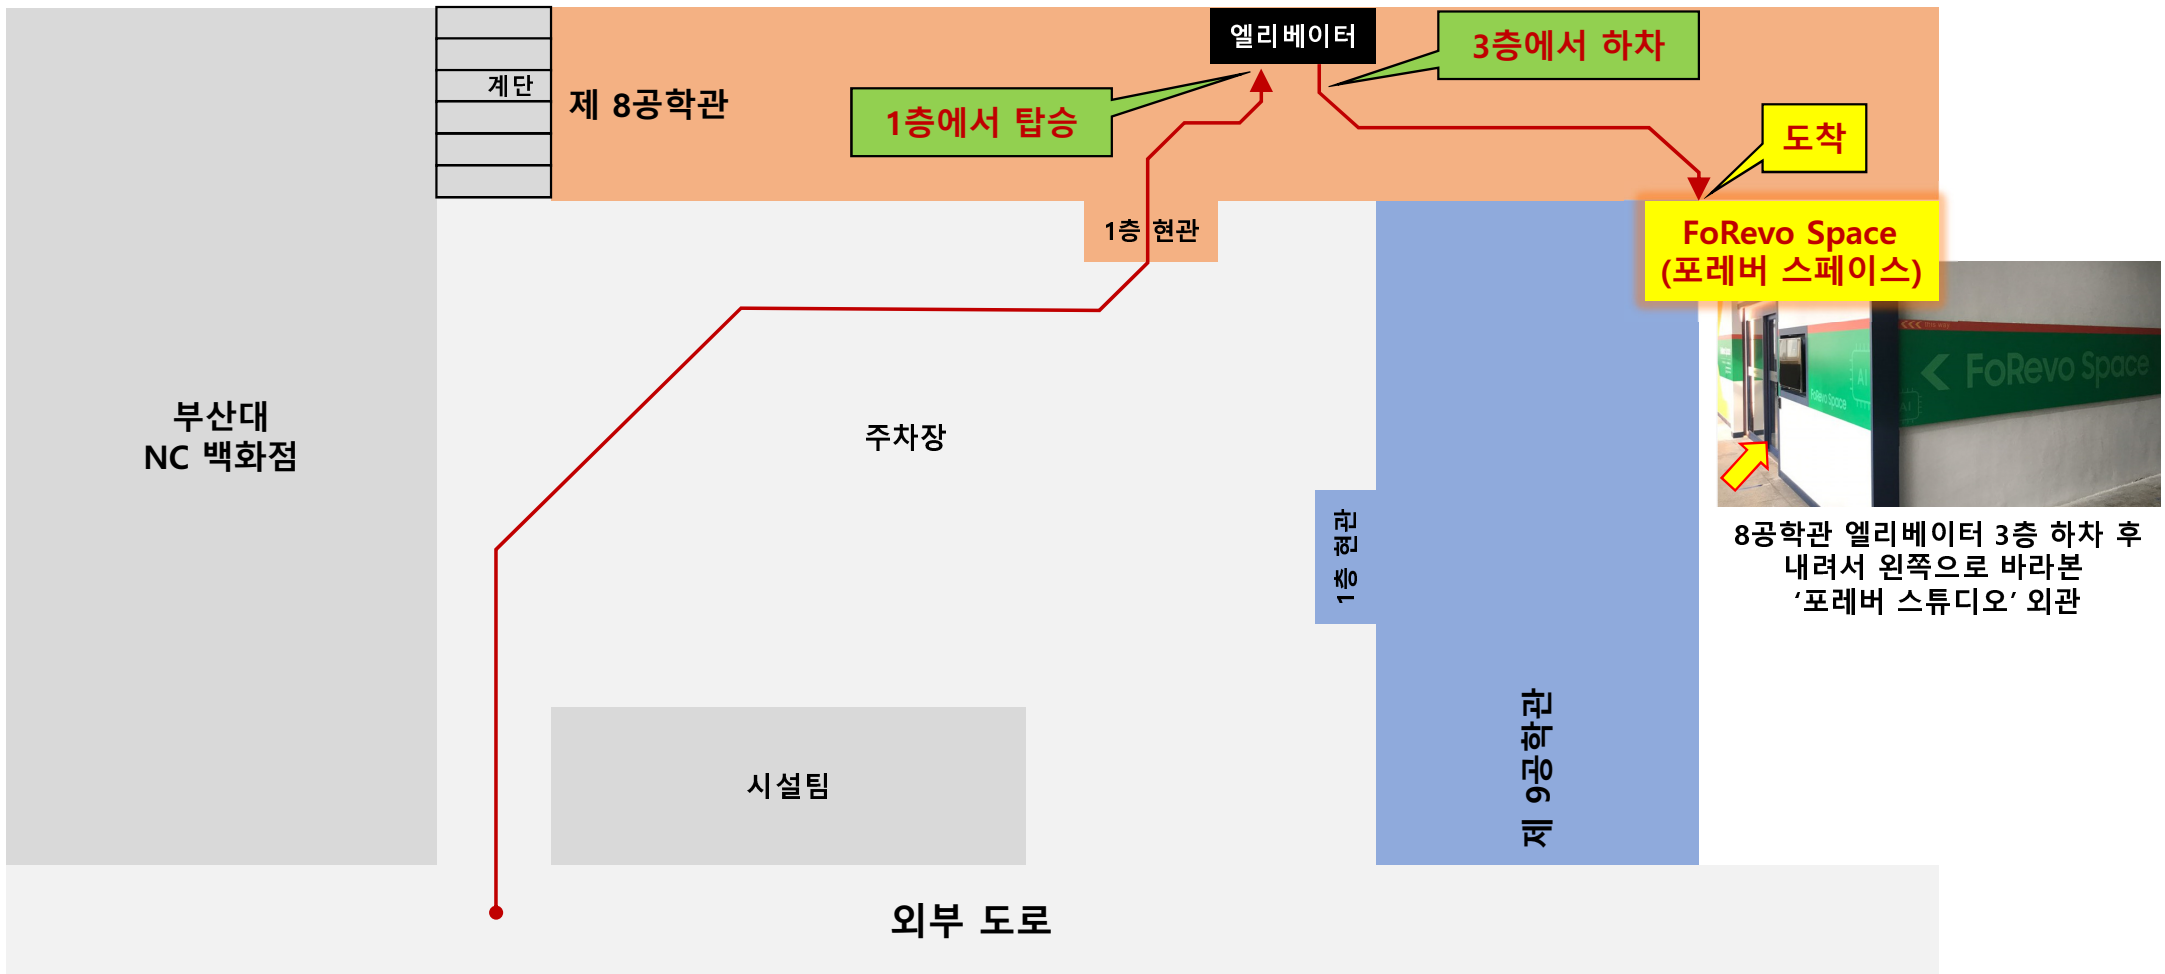 엘리베이터
3층에서 하차
계단
제 8공학관
1층에서 탑승
도착
1층 현관
FoRevo Space
(포레버 스페이스)
부산대
NC 백화점
주차장
FoRevo Space
AI
FoRevo Space
AI
1층 현관
8공학관 엘리베이터 3층 하차 후
내려서 왼쪽으로 바라본
‘포레버 스튜디오’ 외관
제 9공학관
시설팀
외부 도로